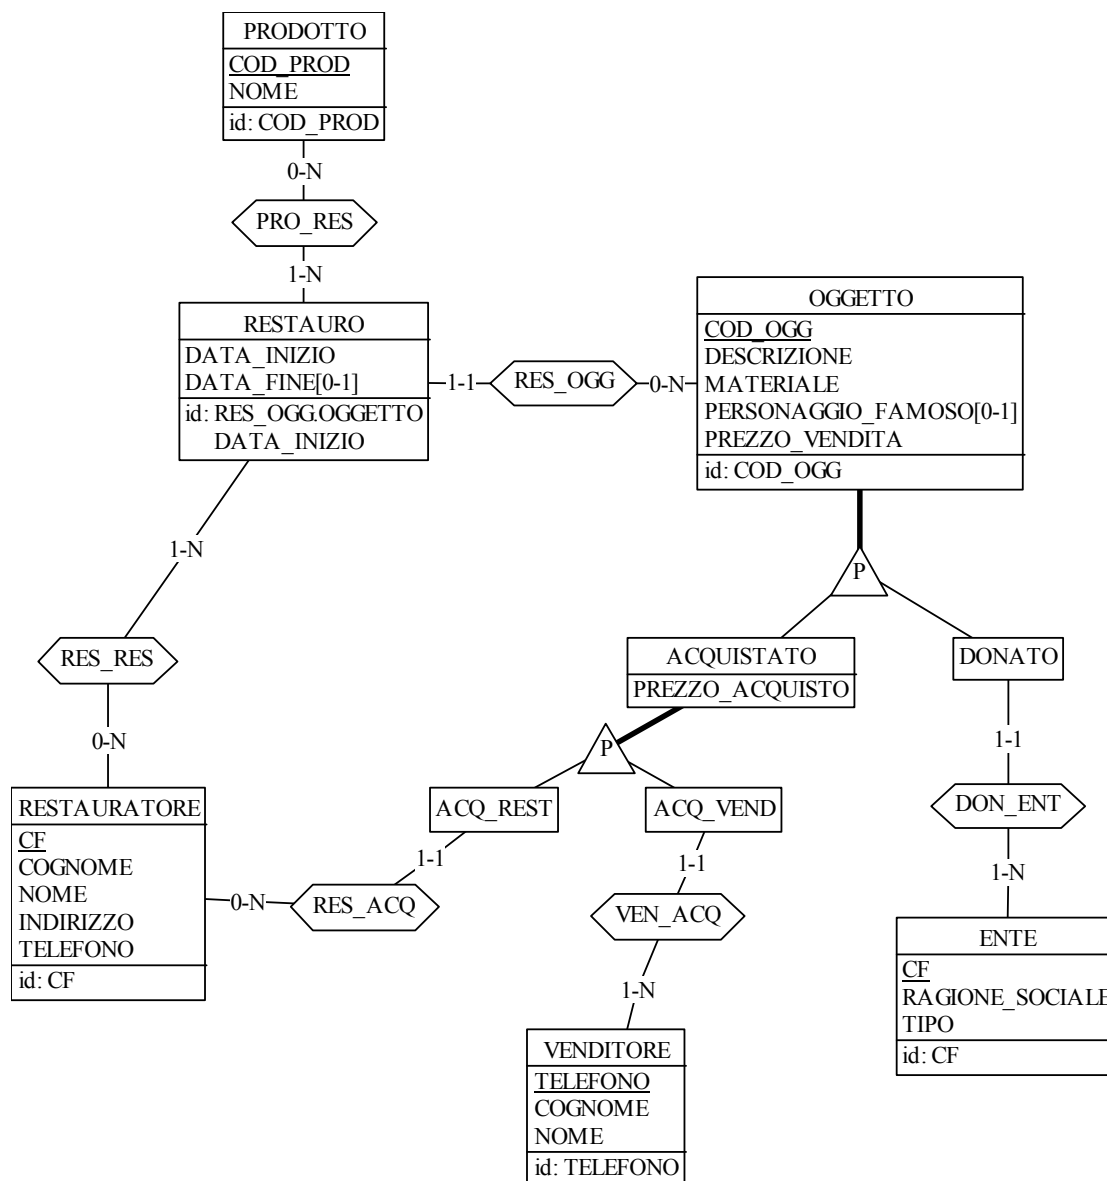 PRODOTTO
COD_PROD
NOME
id: COD_PROD
0-N
PRO_RES
1-N
RESTAURO
DATA_INIZIO
DATA_FINE[0-1]
id: RES_OGG.OGGETTO
DATA_INIZIO
1-1
RES_OGG
0-N
OGGETTO
COD_OGG
DESCRIZIONE
MATERIALE
PERSONAGGIO_FAMOSO[0-1]
PREZZO_VENDITA
id: COD_OGG
P
1-N
RES_RES
0-N
ACQUISTATO
PREZZO_ACQUISTO
DONATO
P
1-1
DON_ENT
1-N
RESTAURATORE
CF
COGNOME
NOME
INDIRIZZO
TELEFONO
id: CF
0-N
RES_ACQ
1-1
ACQ_REST
ACQ_VEND
1-1
VEN_ACQ
1-N
VENDITORE
TELEFONO
COGNOME
NOME
id: TELEFONO
ENTE
CF
RAGIONE_SOCIALE
TIPO
id: CF